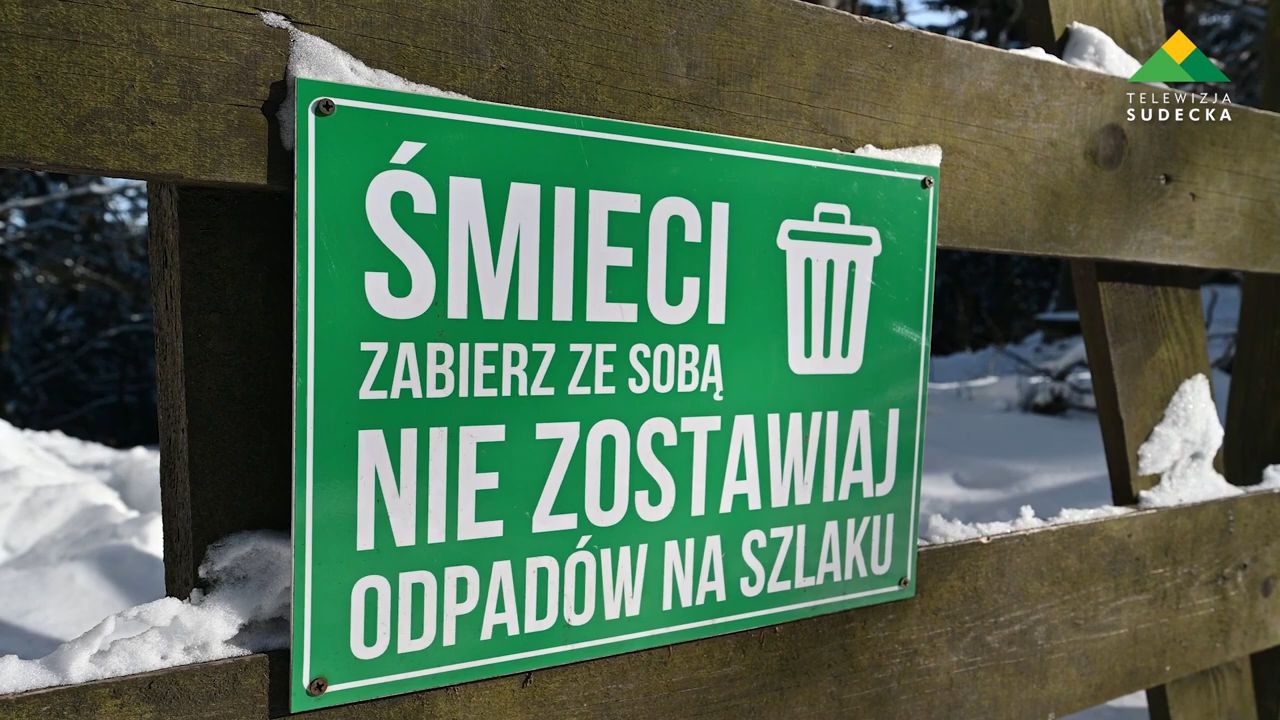 TELEWIZJA
SUDECKA
ŚMIECI
ZABIERZ ZE SOBĄ
NIE ZOSTAWIAJ
ODPADÓW NA SZLAKU